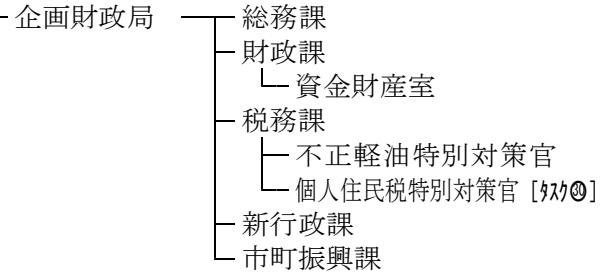 企画財政局 総務課
財政課
資金財産室
税務課
不正軽油特別対策官
個人住民税特別対策官 [ﾀｽｸ㉚]
新行政課
市町振興課